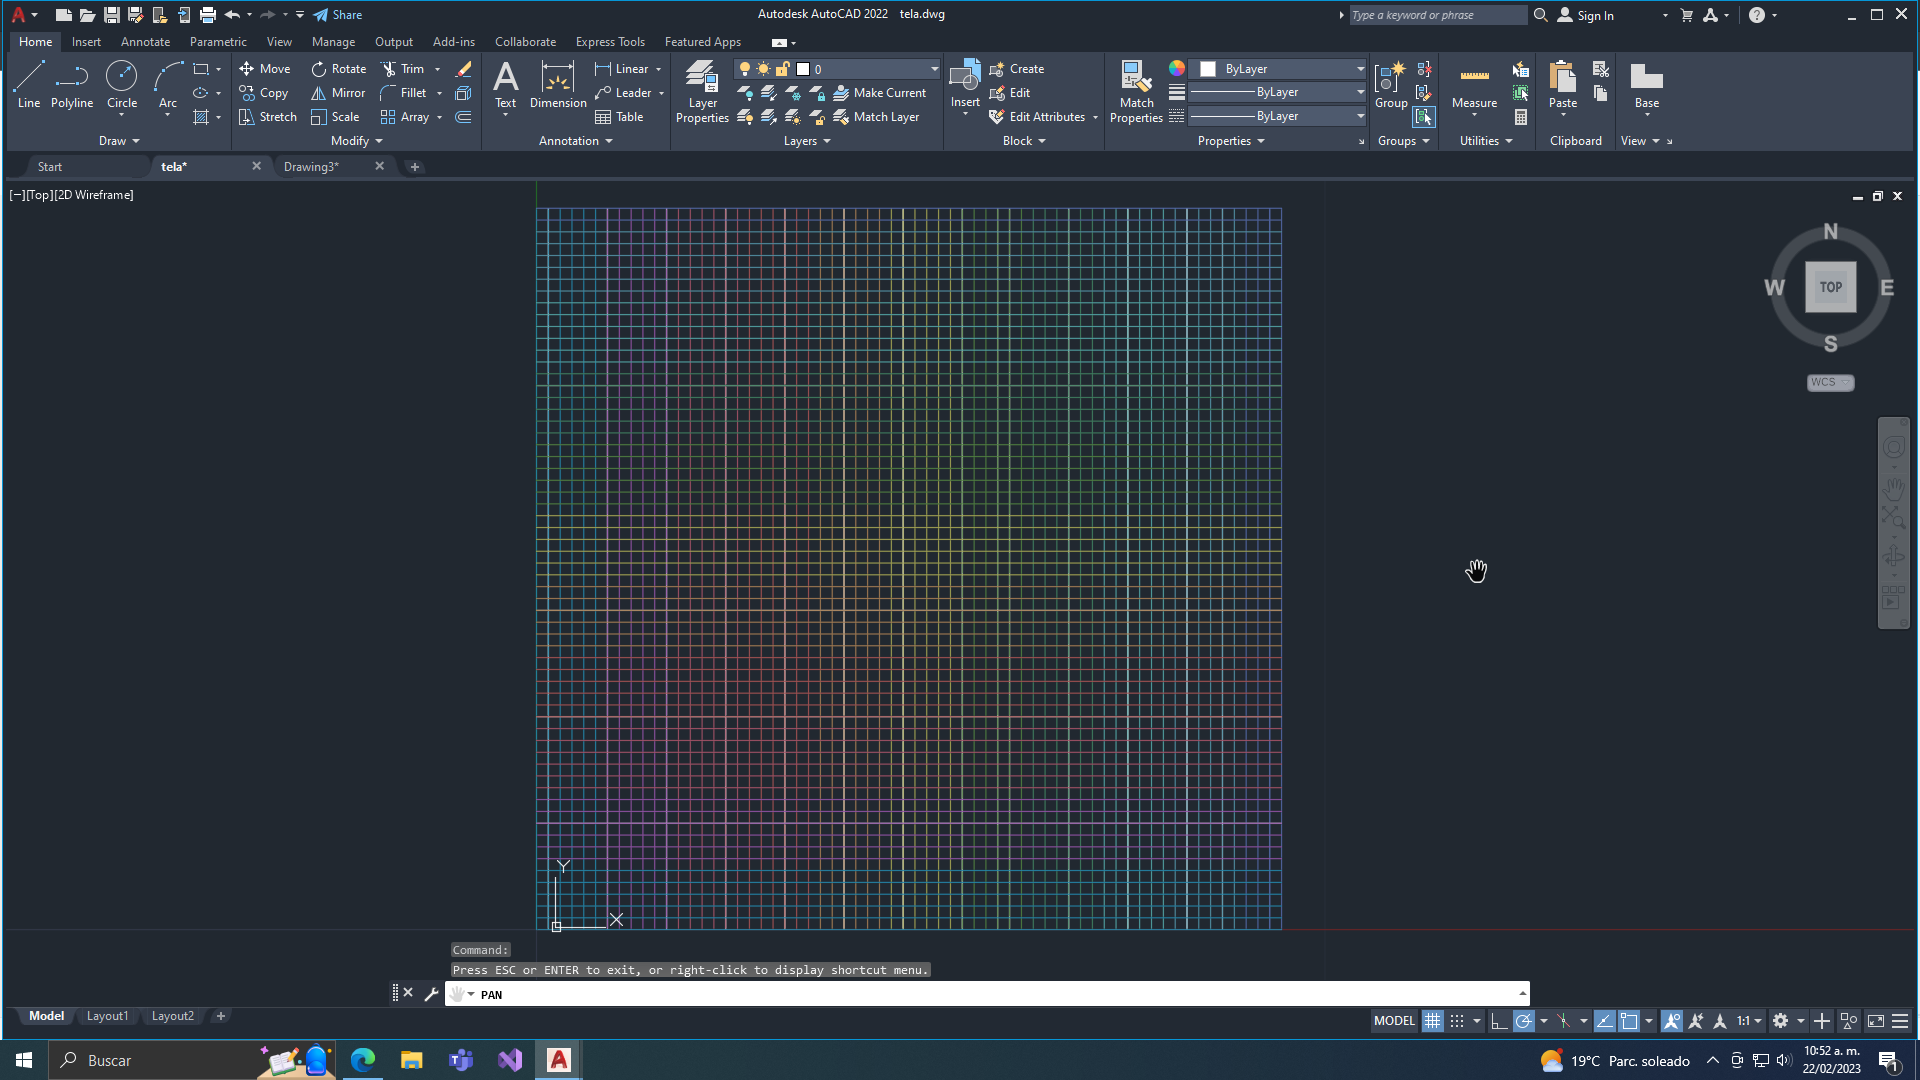 Share
Autodesk AutoCAD 2022 tela.dwg
Type a keyword or phrase
Sign In
Home Insert Annotate Parametric View Manage Output Add-ins Collaborate Express Tools Featured Apps
Line Polyline Circle Arc
Draw
Move Rotate Trim
Copy Mirror Fillet
Stretch Scale Array
Modify
Text Dimension
Linear
Leader
Table
Annotation
Layer Properties
0
Make Current
Match Layer
Layers
Insert
Create
Edit
Edit Attributes
Block
Match Properties
ByLayer
ByLayer
ByLayer
Properties
Group
Groups
Measure
Utilities
Paste
Clipboard
Base
View
Start tela* Drawing3*
[−][Top][2D Wireframe]
N
W TOP E
S
WCS
Y
X
Command:
Press ESC or ENTER to exit, or right-click to display shortcut menu.
PAN
Model Layout1 Layout2
MODEL 1:1
Buscar
19°C Parc. soleado
10:52 a. m.
22/02/2023
1